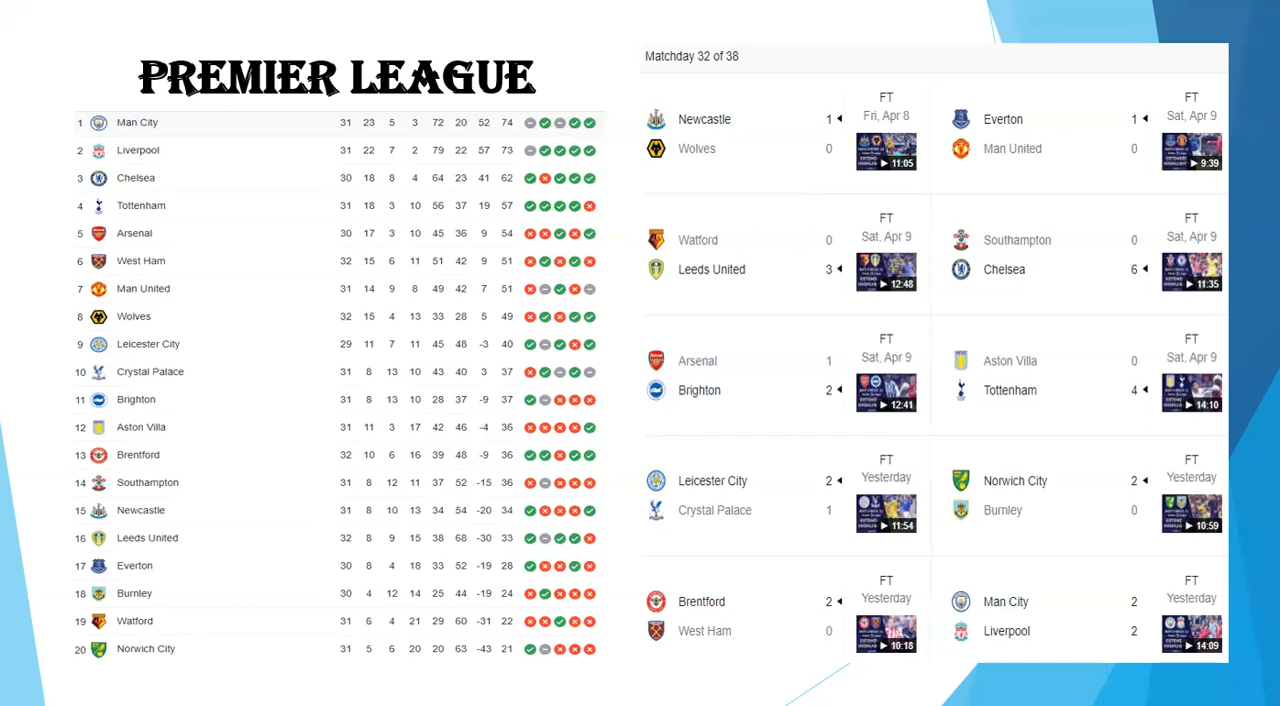 PREMIER LEAGUE
1 Man City 31 23 5 3 72 20 52 74
2 Liverpool 31 22 7 2 79 22 57 73
3 Chelsea 30 18 8 4 64 23 41 62
4 Tottenham 31 18 3 10 56 37 19 57
5 Arsenal 30 17 3 10 45 36 9 54
6 West Ham 32 15 6 11 51 42 9 51
7 Man United 31 14 9 8 49 42 7 51
8 Wolves 32 15 4 13 33 28 5 49
9 Leicester City 29 11 7 11 45 48 -3 40
10 Crystal Palace 31 8 13 10 43 40 3 37
11 Brighton 31 8 13 10 28 37 -9 37
12 Aston Villa 31 11 3 17 42 46 -4 36
13 Brentford 32 10 6 16 39 48 -9 36
14 Southampton 31 8 12 11 37 52 -15 36
15 Newcastle 31 8 10 13 34 54 -20 34
16 Leeds United 32 8 9 15 38 68 -30 33
17 Everton 30 8 4 18 33 52 -19 28
18 Burnley 30 4 12 14 25 44 -19 24
19 Watford 31 6 4 21 29 60 -31 22
20 Norwich City 31 5 6 20 20 63 -43 21
Matchday 32 of 38
FT
Newcastle 1 Fri, Apr 8
Wolves 0
11:05
FT
Everton 1 Sat, Apr 9
Man United 0
9:39
FT
Watford 0 Sat, Apr 9
Leeds United 3
12:48
FT
Southampton 0 Sat, Apr 9
Chelsea 6
11:35
FT
Arsenal 1 Sat, Apr 9
Brighton 2
12:41
FT
Aston Villa 0 Sat, Apr 9
Tottenham 4
14:10
FT
Leicester City 2 Yesterday
Crystal Palace 1
11:54
FT
Norwich City 2 Yesterday
Burnley 0
10:59
FT
Brentford 2 Yesterday
West Ham 0
10:18
FT
Man City 2 Yesterday
Liverpool 2
14:09